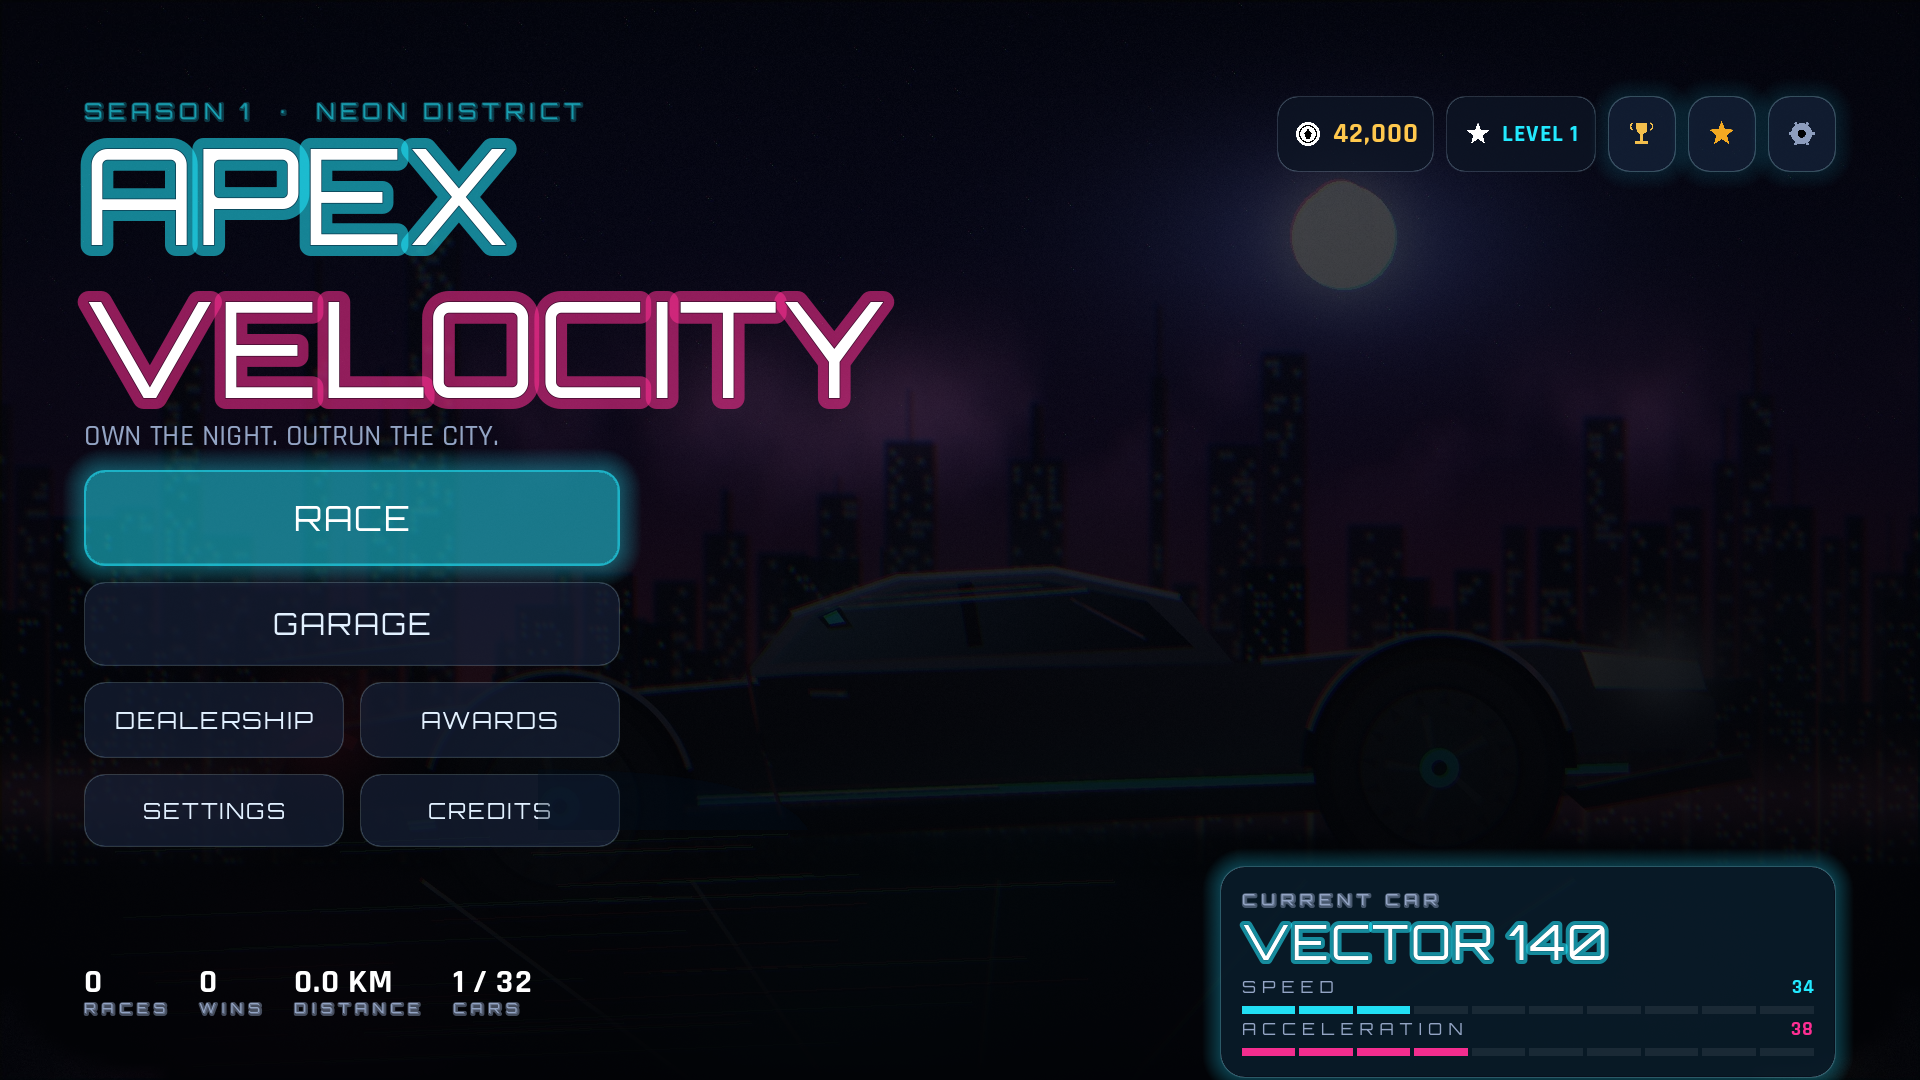 SEASON 1 · NEON DISTRICT
APEX
VELOCITY
OWN THE NIGHT. OUTRUN THE CITY.
42,000
LEVEL 1
RACE
GARAGE
DEALERSHIP
AWARDS
SETTINGS
CREDITS
0 0 0.0 KM 1 / 32
RACES WINS DISTANCE CARS
CURRENT CAR
VECTOR 140
SPEED 34
ACCELERATION 38